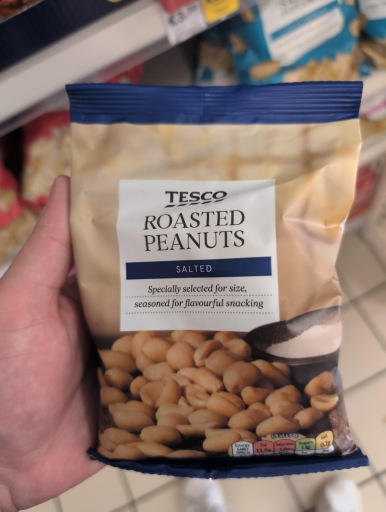 TESCO
ROASTED
PEANUTS
SALTED
Specially selected for size,
seasoned for flavourful snacking